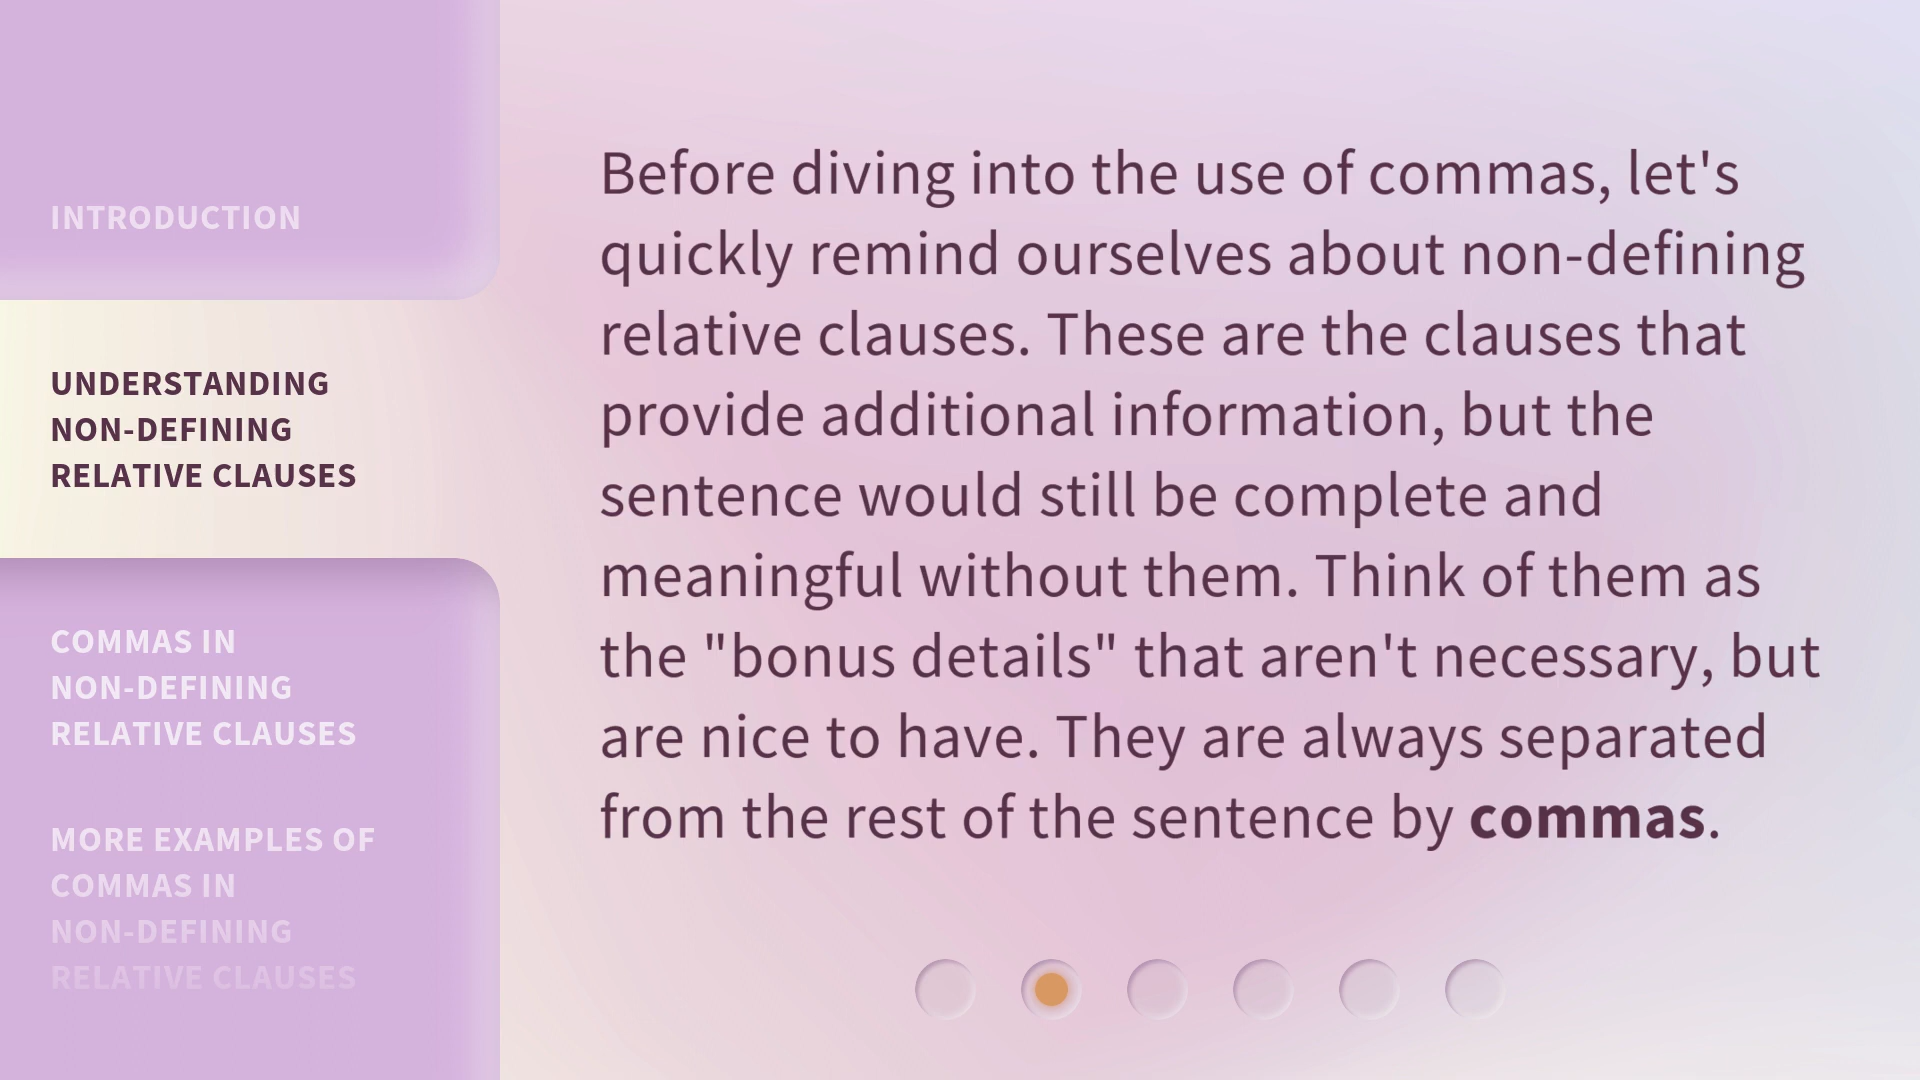 INTRODUCTION
UNDERSTANDING
NON-DEFINING
RELATIVE CLAUSES
COMMAS IN
NON-DEFINING
RELATIVE CLAUSES
MORE EXAMPLES OF
COMMAS IN
NON-DEFINING
RELATIVE CLAUSES
Before diving into the use of commas, let's
quickly remind ourselves about non-defining
relative clauses. These are the clauses that
provide additional information, but the
sentence would still be complete and
meaningful without them. Think of them as
the "bonus details" that aren't necessary, but
are nice to have. They are always separated
from the rest of the sentence by commas.